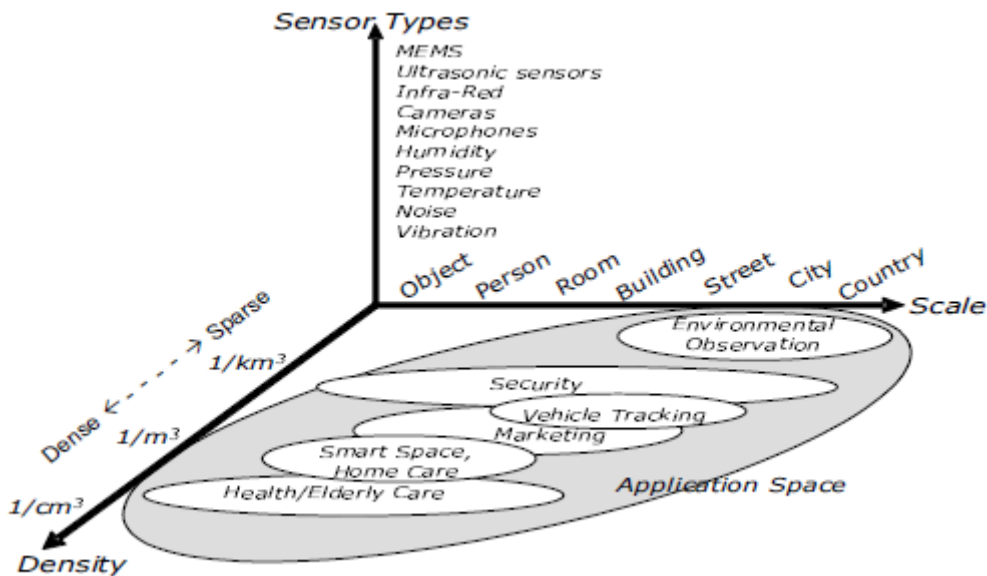 Sensor Types
MEMS
Ultrasonic sensors
Infra-Red
Cameras
Microphones
Humidity
Pressure
Temperature
Noise
Vibration
Object
Person
Room
Building
Street
City
Country
Scale
Sparse
Dense
1/km³
1/m³
1/cm³
Density
Environmental
Observation
Security
Vehicle Tracking
Marketing
Smart Space,
Home Care
Health/Elderly Care
Application Space